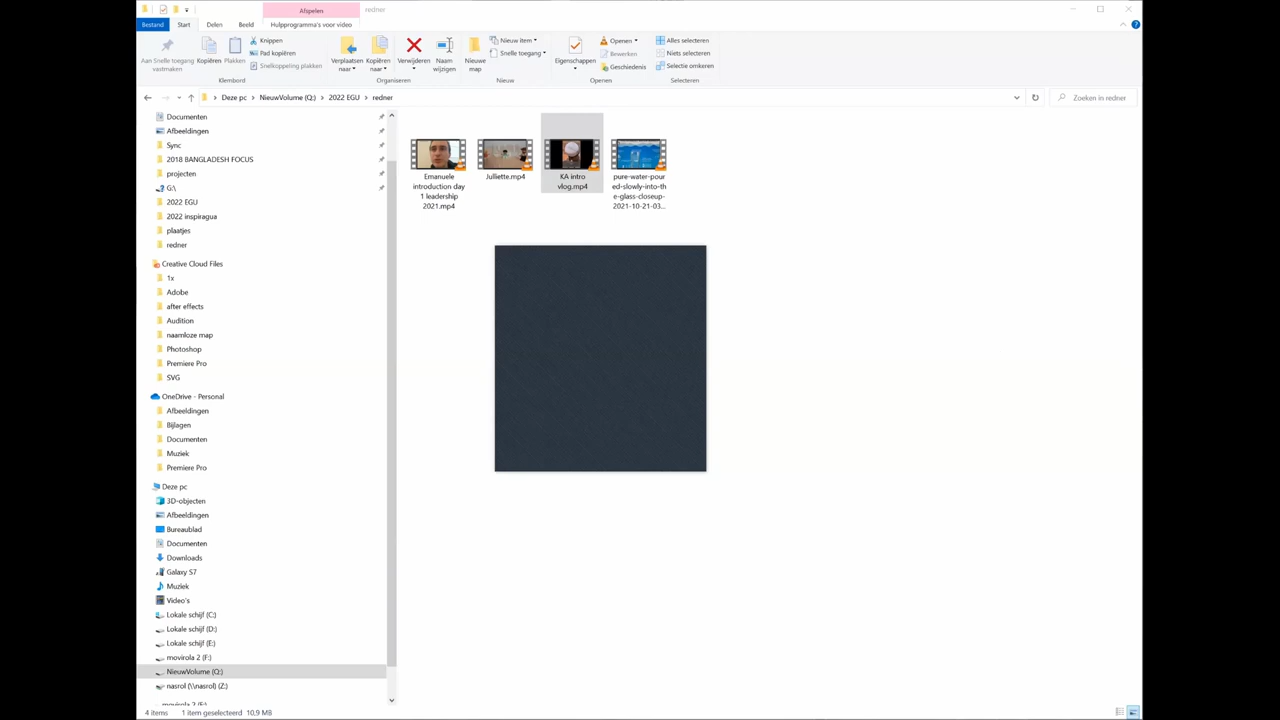 Afspelen
redner
Bestand
Start
Delen
Beeld
Hulpprogramma's voor video
Aan Snelle toegang vastmaken
Kopiëren
Plakken
Knippen
Pad kopiëren
Snelkoppeling plakken
Klembord
Verplaatsen naar
Kopiëren naar
Verwijderen
Naam wijzigen
Organiseren
Nieuwe map
Nieuw item
Snelle toegang
Nieuw
Eigenschappen
Openen
Bewerken
Geschiedenis
Openen
Alles selecteren
Niets selecteren
Selectie omkeren
Selecteren
Deze pc > NieuwVolume (Q:) > 2022 EGU > redner
Zoeken in redner
Documenten
Afbeeldingen
Sync
2018 BANGLADESH FOCUS
projecten
G:\
2022 EGU
2022 inspiragua
plaatjes
redner
Creative Cloud Files
1x
Adobe
after effects
Audition
naamloze map
Photoshop
Premiere Pro
SVG
OneDrive - Personal
Afbeeldingen
Bijlagen
Documenten
Muziek
Premiere Pro
Deze pc
3D-objecten
Afbeeldingen
Bureaublad
Documenten
Downloads
Galaxy S7
Muziek
Video's
Lokale schijf (C:)
Lokale schijf (D:)
Lokale schijf (E:)
movirola 2 (F:)
NieuwVolume (Q:)
nasrol (\\nasrol) (Z:)
Emanuele
introduction day
1 leadership
2021.mp4
Julliette.mp4
KA intro
vlog.mp4
pure-water-pour
ed-slowly-into-th
e-glass-closeup-
2021-10-21-03...
4 items
1 item geselecteerd 10,9 MB